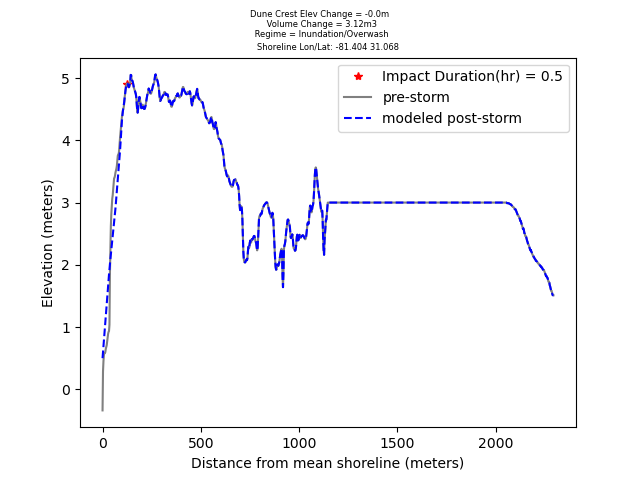 Dune Crest Elev Change = -0.0m
Volume Change = 3.12m3
Regime = Inundation/Overwash
Shoreline Lon/Lat: -81.404 31.068
Impact Duration(hr) = 0.5
pre-storm
modeled post-storm
Elevation (meters)
5
4
3
2
1
0
0 500 1000 1500 2000
Distance from mean shoreline (meters)